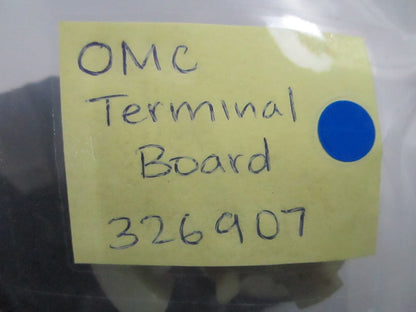 OMC
Terminal
Board
326907